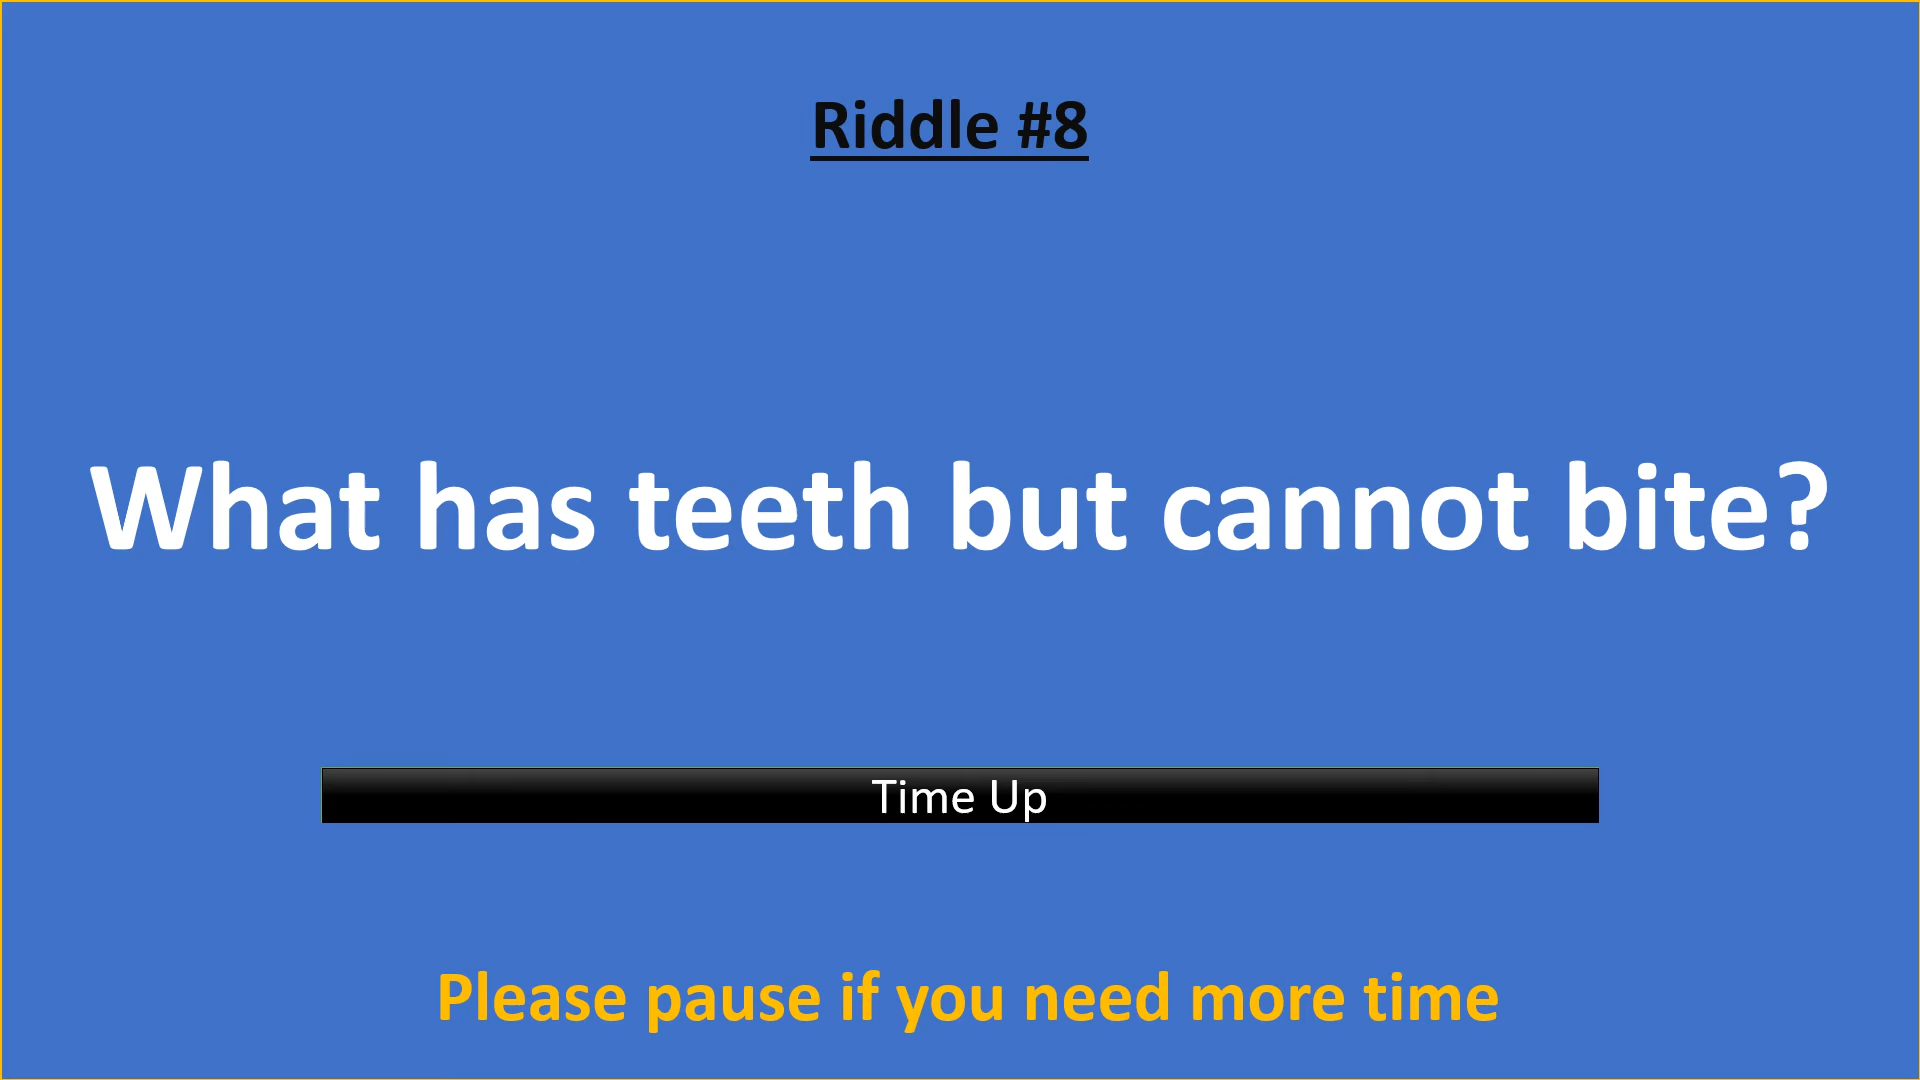 Riddle #8
What has teeth but cannot bite?
Time Up
Please pause if you need more time